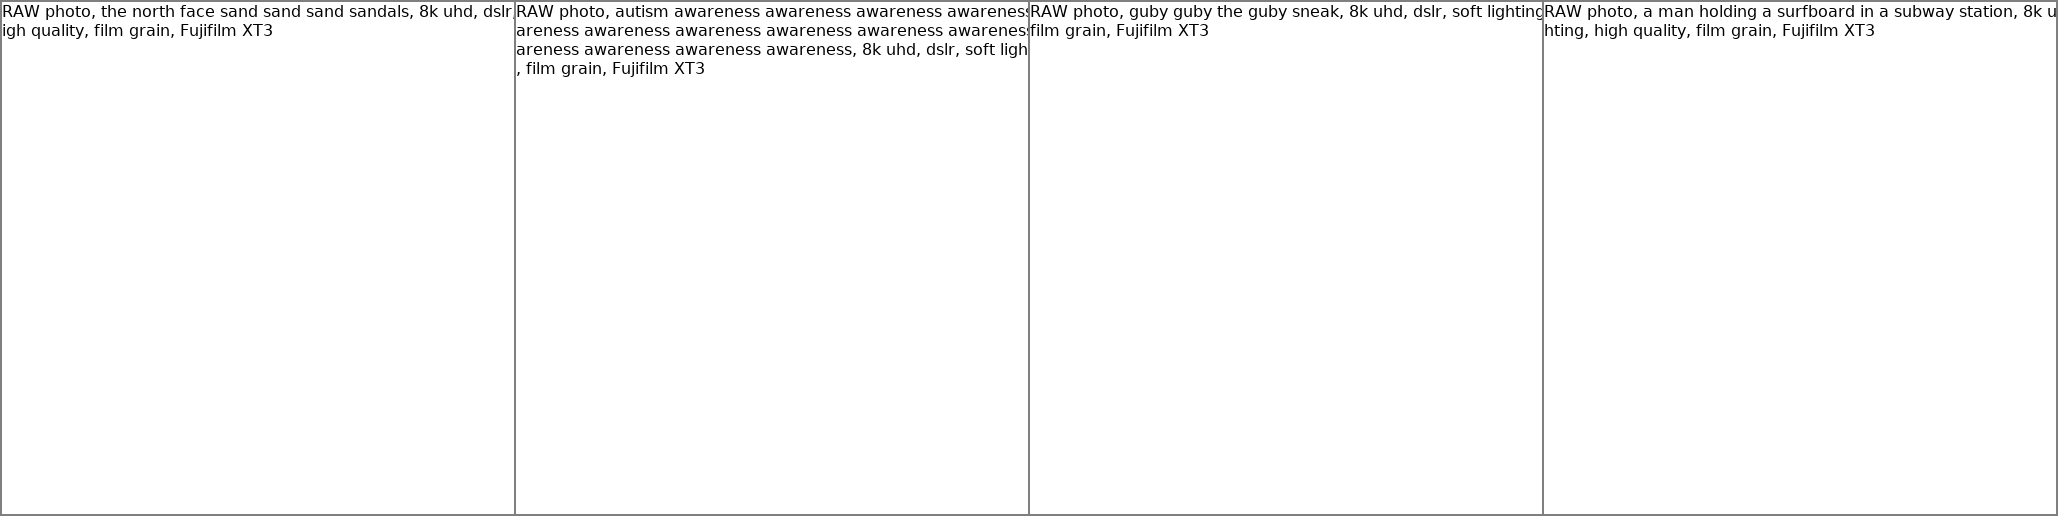 RAW photo, the north face sand sand sand sandals, 8k uhd, dslr,
igh quality, film grain, Fujifilm XT3
RAW photo, autism awareness awareness awareness awareness
areness awareness awareness awareness awareness awareness
areness awareness awareness awareness, 8k uhd, dslr, soft ligh
, film grain, Fujifilm XT3
RAW photo, guby guby the guby sneak, 8k uhd, dslr, soft lighting
film grain, Fujifilm XT3
RAW photo, a man holding a surfboard in a subway station, 8k u
hting, high quality, film grain, Fujifilm XT3